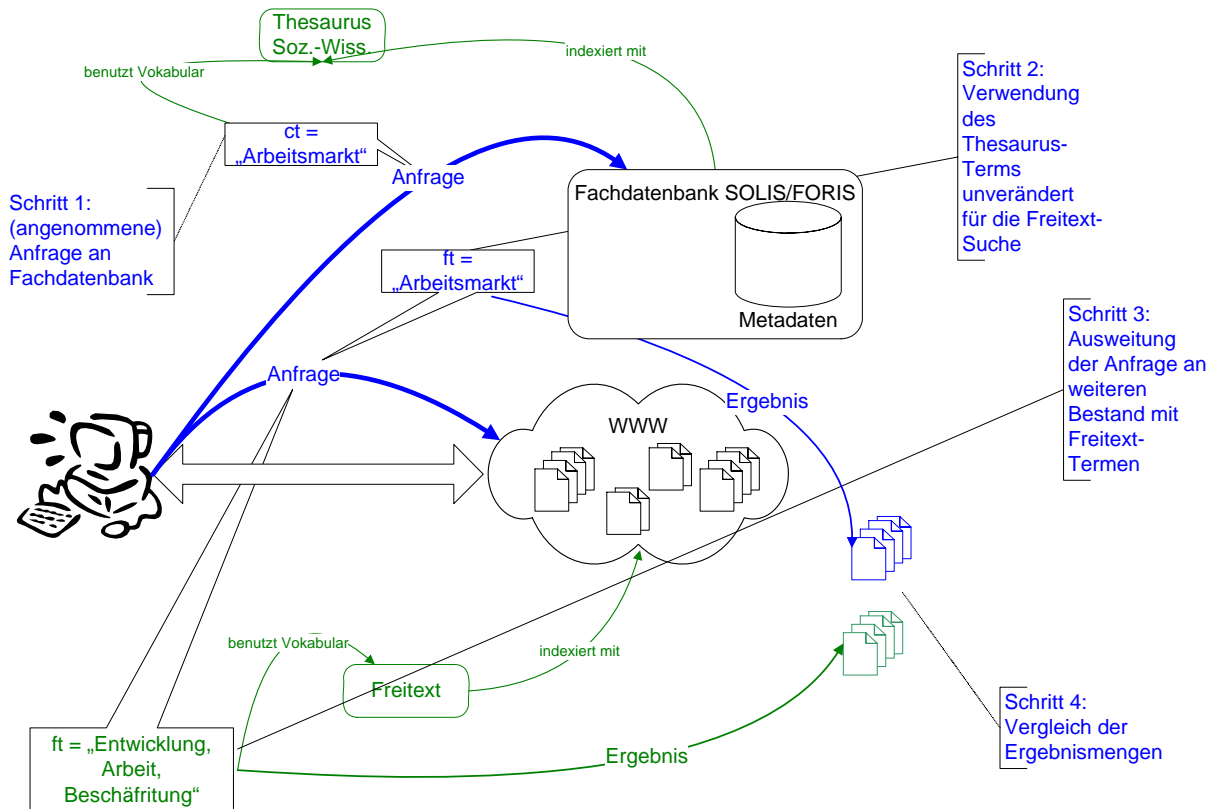 Thesaurus
Soz.-Wiss.
indexiert mit
benutzt Vokabular
Schritt 2:
Verwendung
des
Thesaurus-
Terms
unverändert
für die Freitext-
Suche
ct =
„Arbeitsmarkt“
Anfrage
Fachdatenbank SOLIS/FORIS
Metadaten
Schritt 1:
(angenommene)
Anfrage an
Fachdatenbank
ft =
„Arbeitsmarkt“
Schritt 3:
Ausweitung
der Anfrage an
weiteren
Bestand mit
Freitext-
Termen
Anfrage
Ergebnis
WWW
benutzt Vokabular
indexiert mit
Freitext
Schritt 4:
Vergleich der
Ergebnismengen
ft = „Entwicklung,
Arbeit,
Beschäfritung“
Ergebnis